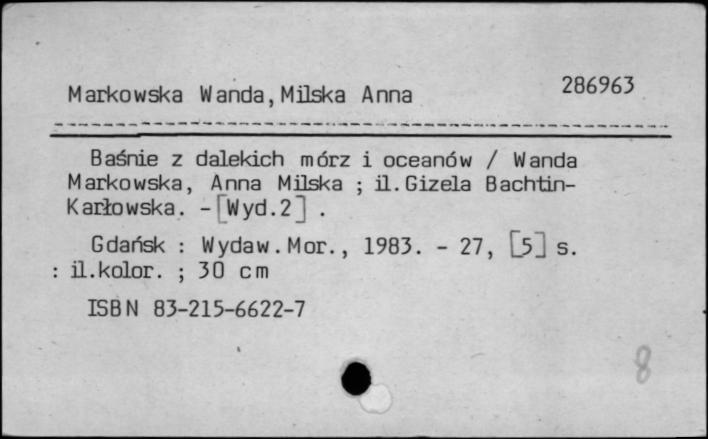 286963
Markowska Wanda, Milska Anna
Baśnie z dalekich mórz i oceanów / Wanda
Markowska, Anna Milska ; il. Gizela Bachtin-
Karłowska. - [Wyd.2] .
Gdańsk : Wydaw. Mor., 1983. - 27, [5] s.
: il.kolor. ; 30 cm
ISBN 83-215-6622-7
8